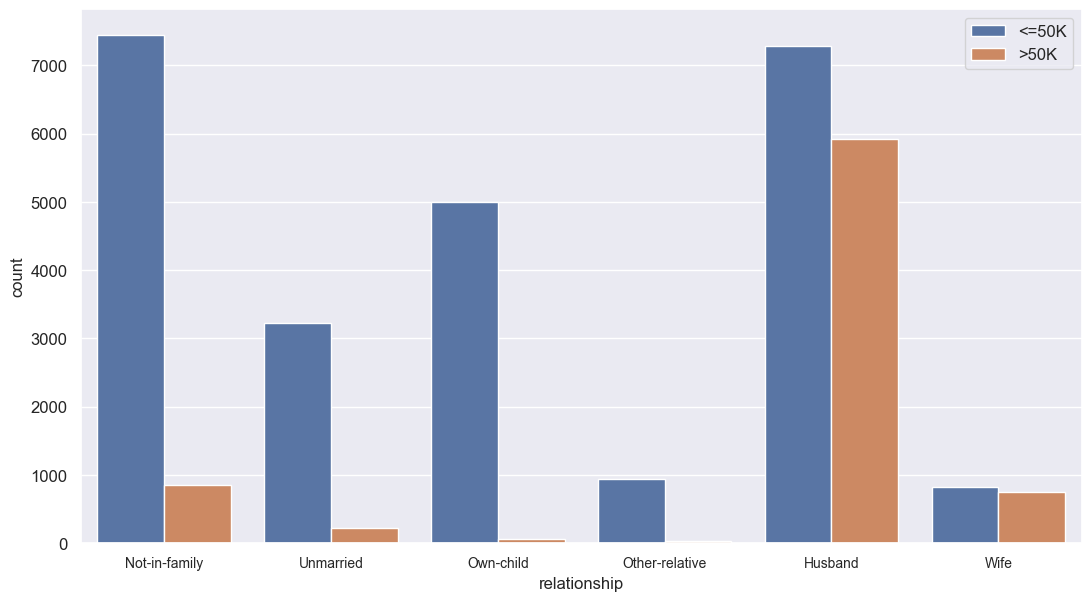 <=50K
>50K
7000
6000
5000
4000
3000
2000
1000
0
count
Not-in-family Unmarried Own-child Other-relative Husband Wife
relationship